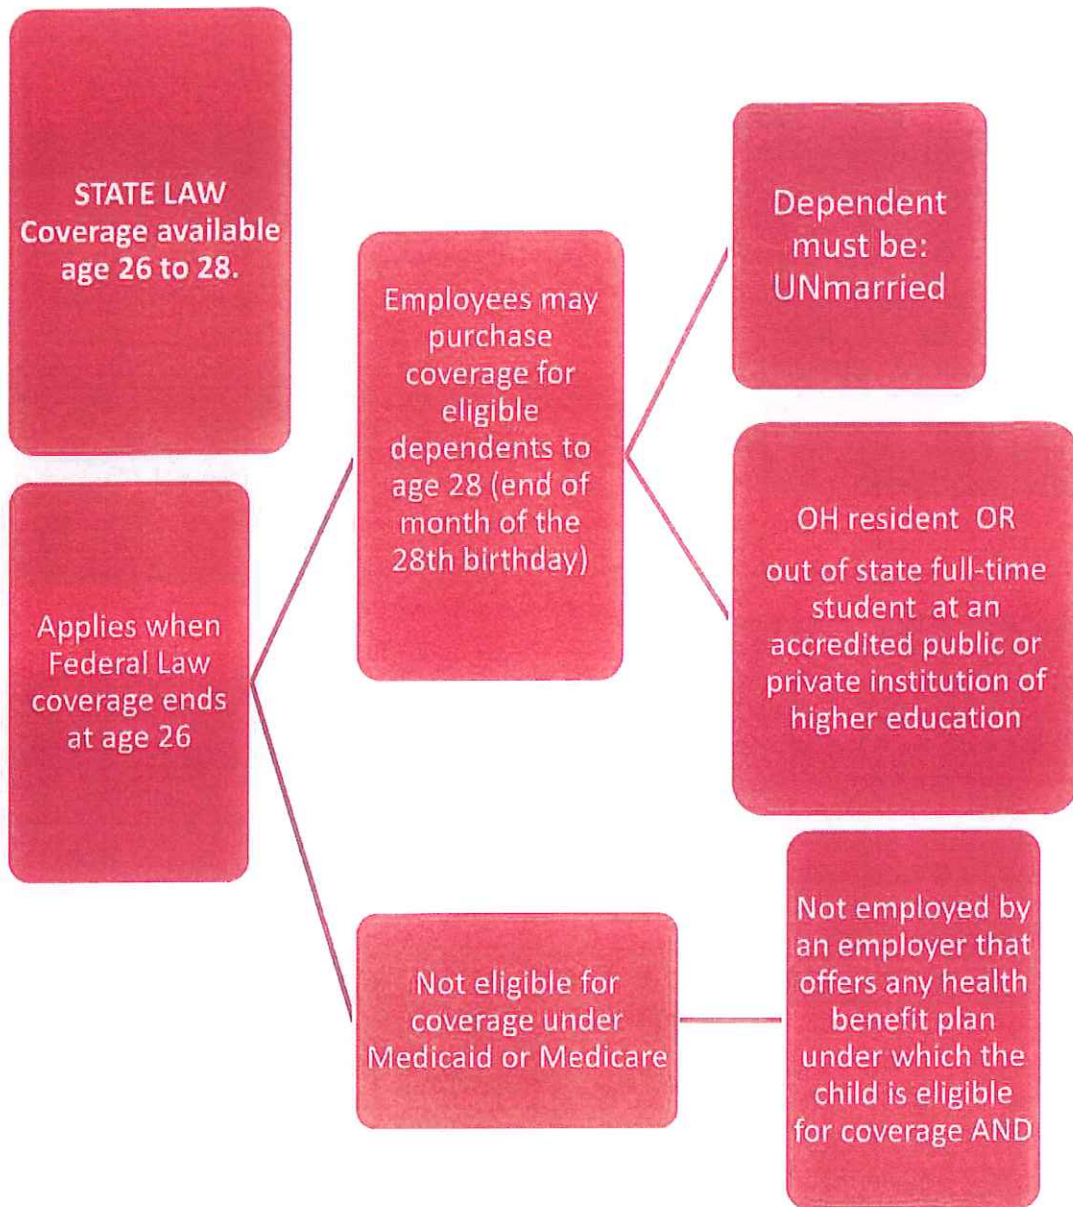 STATE LAW
Coverage available
age 26 to 28.
Applies when
Federal Law
coverage ends
at age 26
Employees may
purchase
coverage for
eligible
dependents to
age 28 (end of
month of the
28th birthday)
Dependent
must be:
UNmarried
OH resident OR
out of state full-time
student at an
accredited public or
private institution of
higher education
Not eligible for
coverage under
Medicaid or Medicare
Not employed by
an employer that
offers any health
benefit plan
under which the
child is eligible
for coverage AND